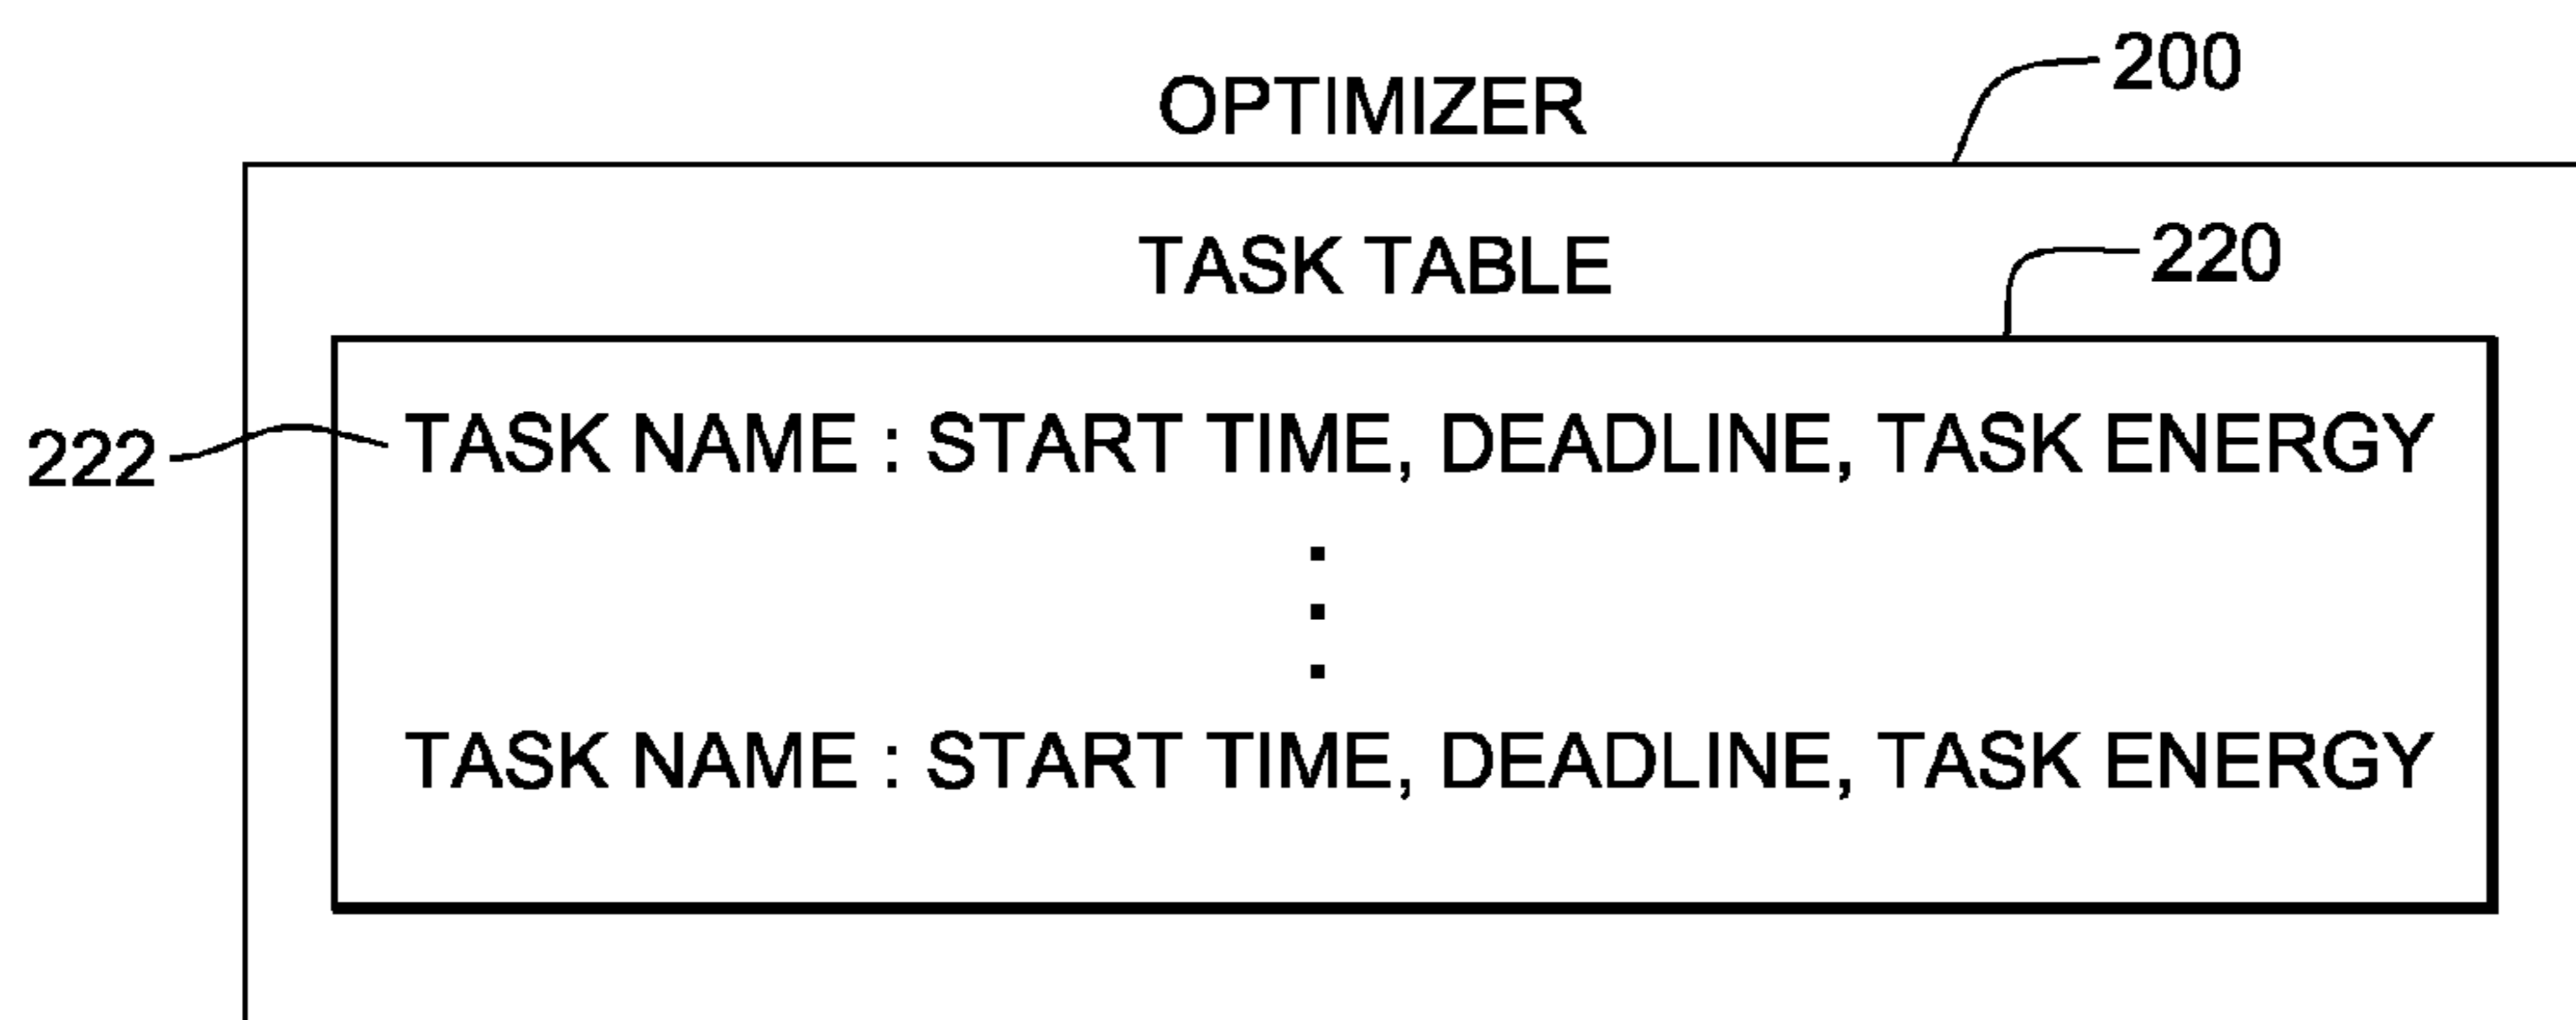 200
OPTIMIZER
220
TASK TABLE
222
TASK NAME : START TIME, DEADLINE, TASK ENERGY
TASK NAME : START TIME, DEADLINE, TASK ENERGY